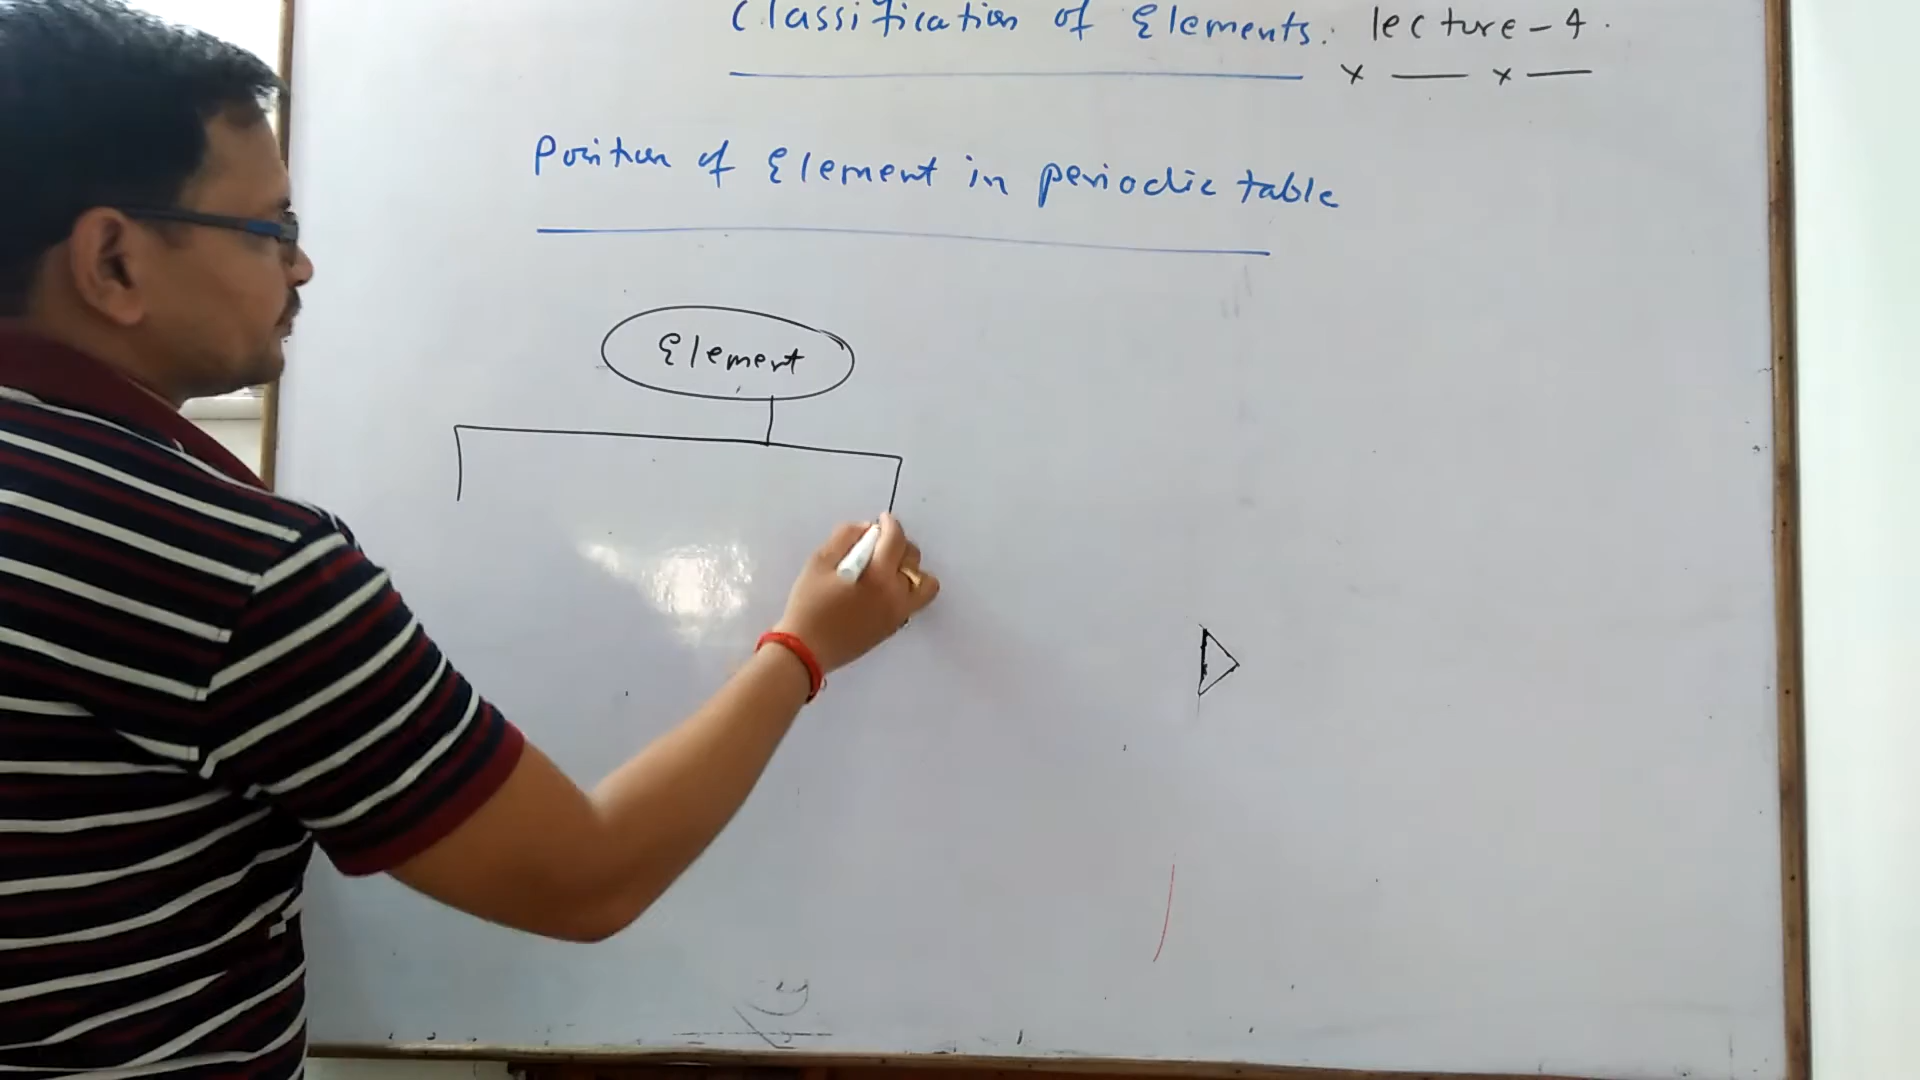 Classification of Elements. lecture-4.
Position of Element in periodic table
Element